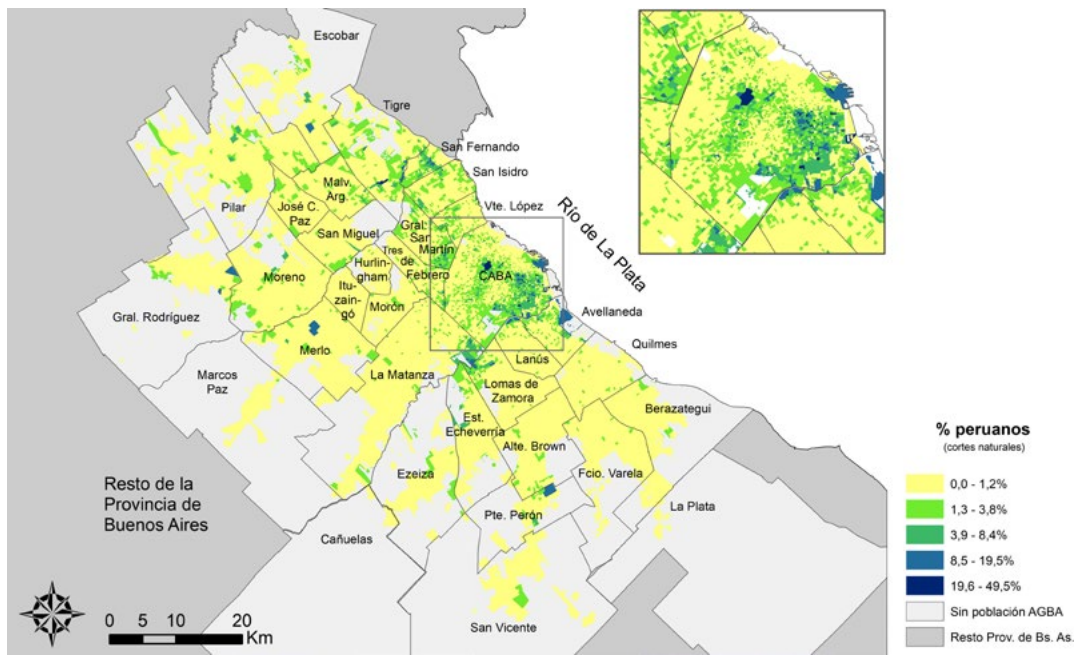 Escobar
Tigre
San Fernando
San Isidro
Vte. López
Río de La Plata
Malv.
Arg.
José C.
Paz
Pilar
San Miguel
Gral.
San
Martín
Tres
de
Febrero
Hurlingham
CABA
Moreno
Itu-
zain-
gó
Morón
Avellaneda
Quilmes
Gral. Rodríguez
Merlo
Lanús
Marcos
Paz
La Matanza
Lomas de
Zamora
Berazategui
Est.
Echeverría
Alte. Brown
Ezeiza
Fcio. Varela
La Plata
Resto de la
Provincia de
Buenos Aires
Pte. Perón
Cañuelas
San Vicente
0 5 10 20
Km
% peruanos
(cortes naturales)
0,0 - 1,2%
1,3 - 3,8%
3,9 - 8,4%
8,5 - 19,5%
19,6 - 49,5%
Sin población AGBA
Resto Prov. de Bs. As.